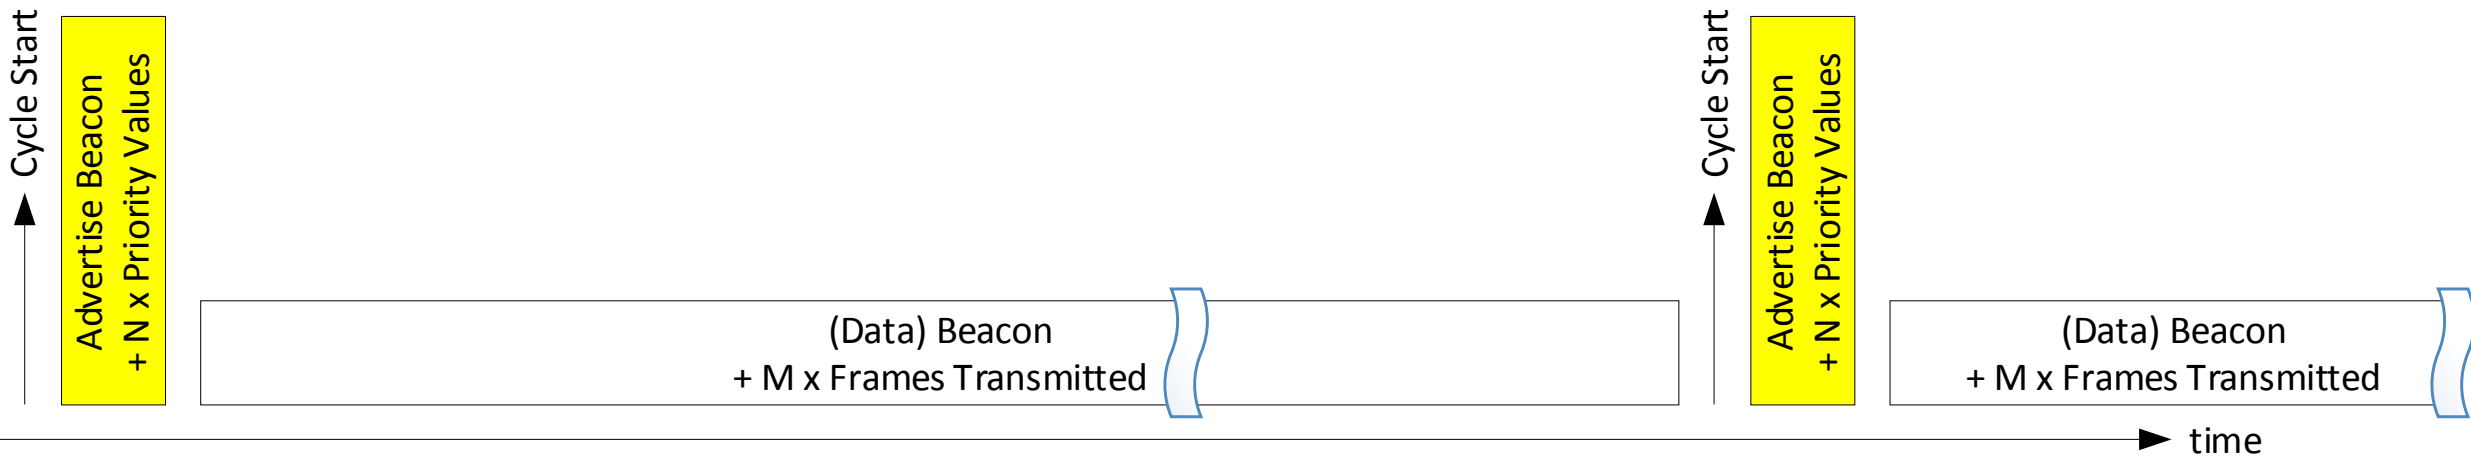 Cycle Start
Advertise Beacon
+ N x Priority Values
(Data) Beacon
+ M x Frames Transmitted
Cycle Start
Advertise Beacon
+ N x Priority Values
(Data) Beacon
+ M x Frames Transmitted
time